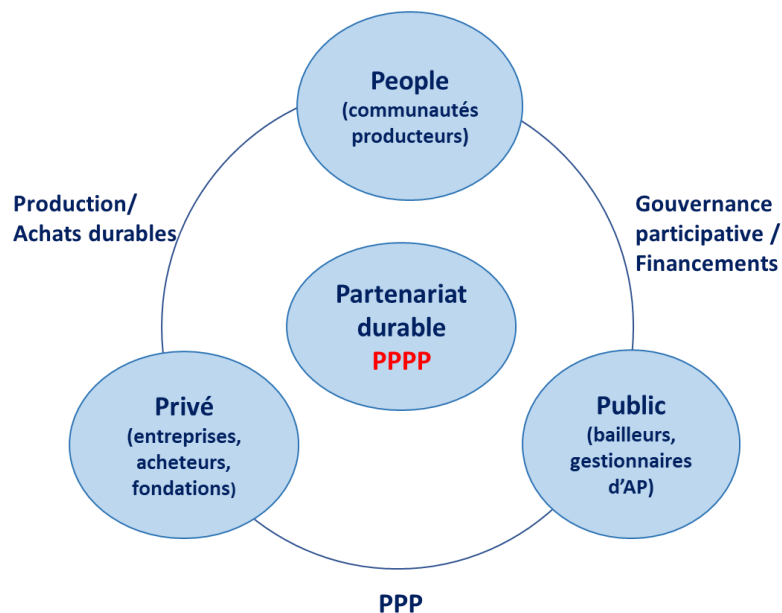 People
(communautés
producteurs)
Production/
Achats durables
Gouvernance
participative /
Financements
Partenariat
durable
PPPP
Privé
(entreprises,
acheteurs,
fondations)
Public
(bailleurs,
gestionnaires
d’AP)
PPP